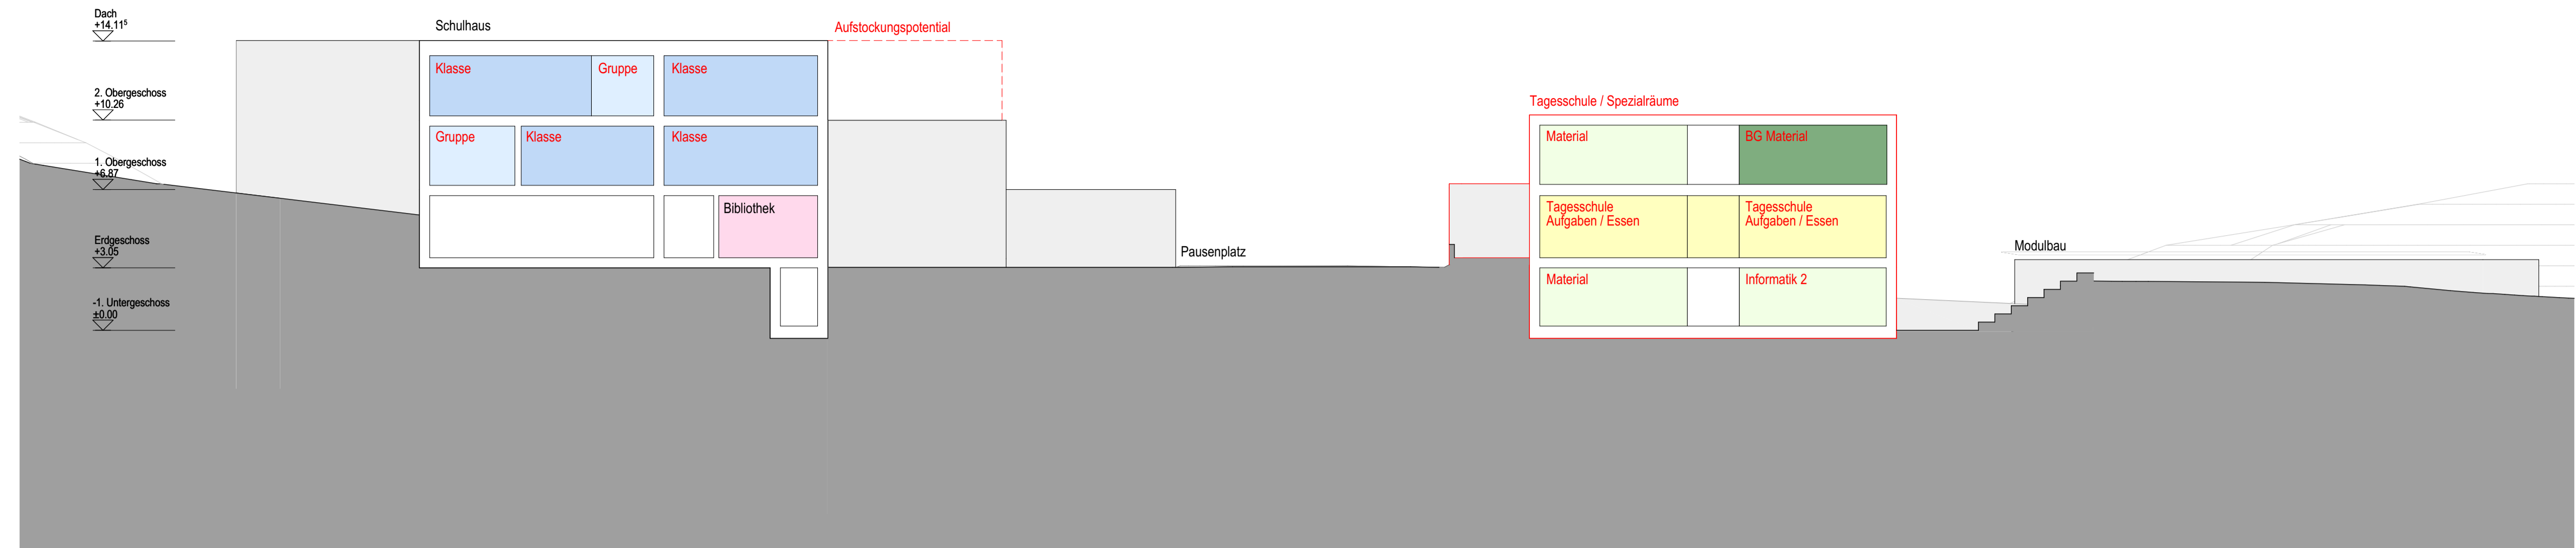 Dach
+14.11⁵
2. Obergeschoss
+10.26
1. Obergeschoss
+6.87
Erdgeschoss
+3.05
-1. Untergeschoss
±0.00
Schulhaus
Aufstockungspotential
Klasse
Gruppe
Klasse
Gruppe
Klasse
Klasse
Bibliothek
Pausenplatz
Tagesschule / Spezialräume
Material
BG Material
Tagesschule
Aufgaben / Essen
Tagesschule
Aufgaben / Essen
Material
Informatik 2
Modulbau